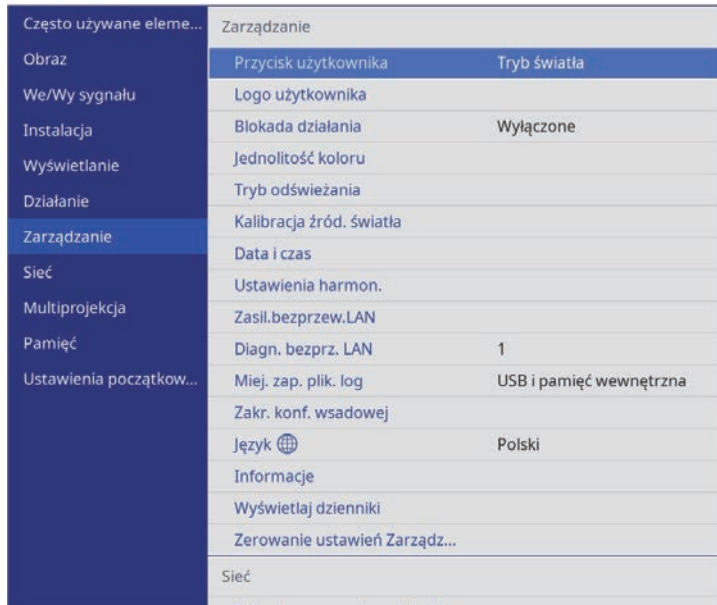 Często używane eleme...
Obraz
We/Wy sygnału
Instalacja
Wyświetlanie
Działanie
Zarządzanie
Sieć
Multiprojekcja
Pamięć
Ustawienia początkow...
Zarządzanie
Przycisk użytkownika Tryb światła
Logo użytkownika
Blokada działania Wyłączone
Jednolitość koloru
Tryb odświeżania
Kalibracja źród. światła
Data i czas
Ustawienia harmon.
Zasil.bezprzew.LAN
Diagn. bezprz. LAN 1
Miej. zap. plik. log USB i pamięć wewnętrzna
Zakr. konf. wsadowej
Język Polski
Informacje
Wyświetlaj dzienniki
Zerowanie ustawień Zarządz...
Sieć